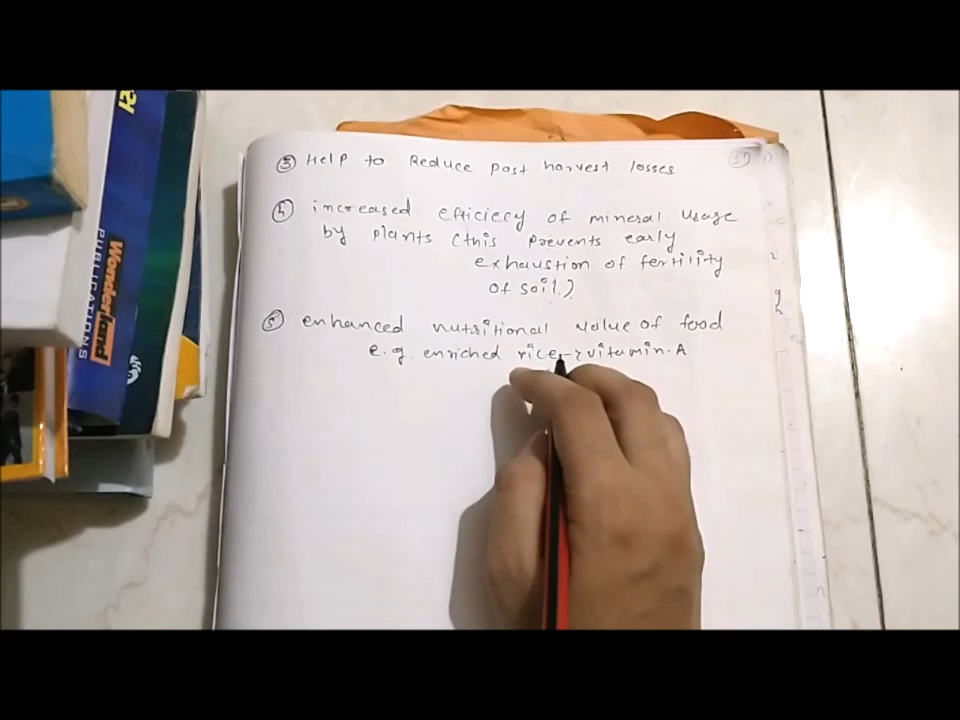 ③ Help to Reduce post harvest losses
④ increased efficiecy of mineral usage
by plants (this prevents early
exhaustion of fertility
of soil.)
⑤ enhanced nutritional value of food
e.g. enriched rice → vitamin-A
Wonderland
PUBLICATIONS